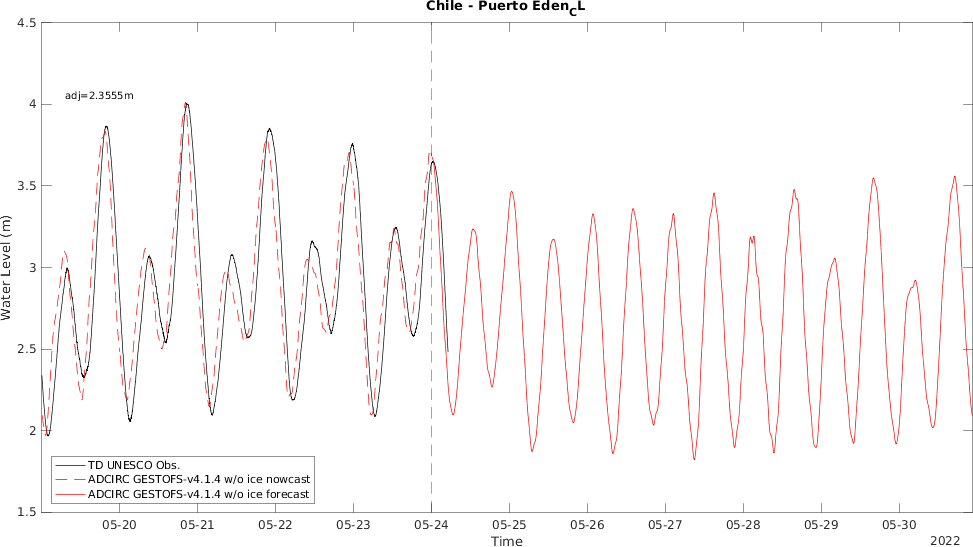 Chile - Puerto Eden_CL
4.5
4
3.5
3
2.5
2
1.5
Water Level (m)
adj=2.3555m
TD UNESCO Obs.
ADCIRC GESTOFS-v4.1.4 w/o ice nowcast
ADCIRC GESTOFS-v4.1.4 w/o ice forecast
05-20 05-21 05-22 05-23 05-24 05-25 05-26 05-27 05-28 05-29 05-30
Time
2022